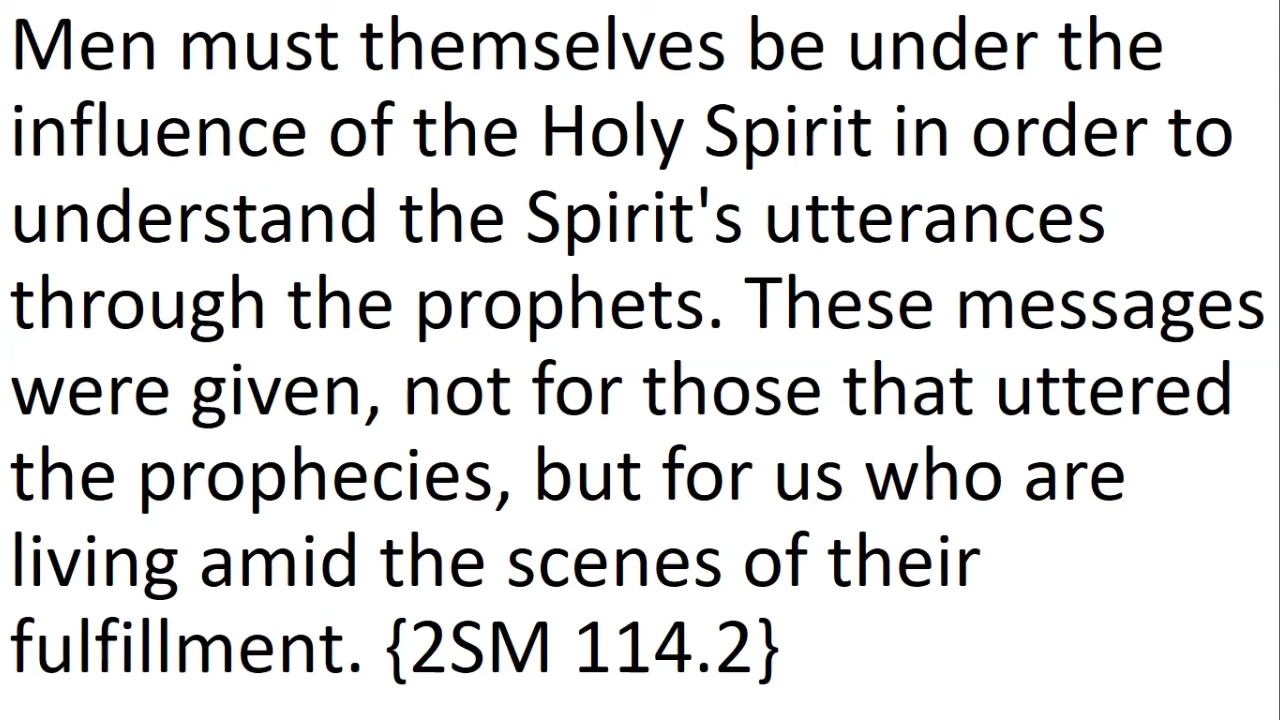 Men must themselves be under the
influence of the Holy Spirit in order to
understand the Spirit's utterances
through the prophets. These messages
were given, not for those that uttered
the prophecies, but for us who are
living amid the scenes of their
fulfillment. {2SM 114.2}